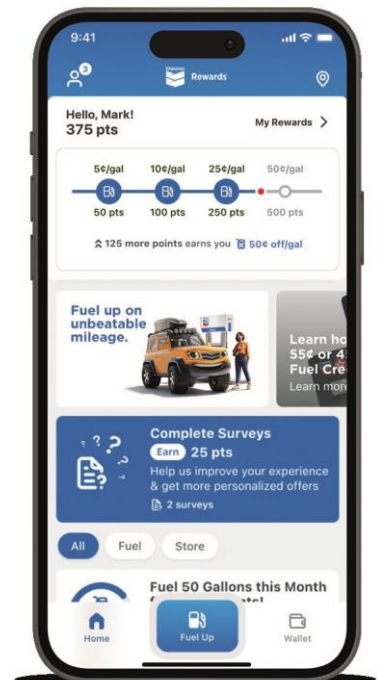 9:41
3
Chevron
Rewards
Hello, Mark!
375 pts
My Rewards
5¢/gal 10¢/gal 25¢/gal 50¢/gal
50 pts 100 pts 250 pts 500 pts
125 more points earns you 50¢ off/gal
Fuel up on
unbeatable
mileage.
Learn ho
55¢ or 4
Fuel Cre
Learn more
Complete Surveys
Earn 25 pts
Help us improve your experience
& get more personalized offers
2 surveys
All Fuel Store
Fuel 50 Gallons this Month
Home
Fuel Up
Wallet